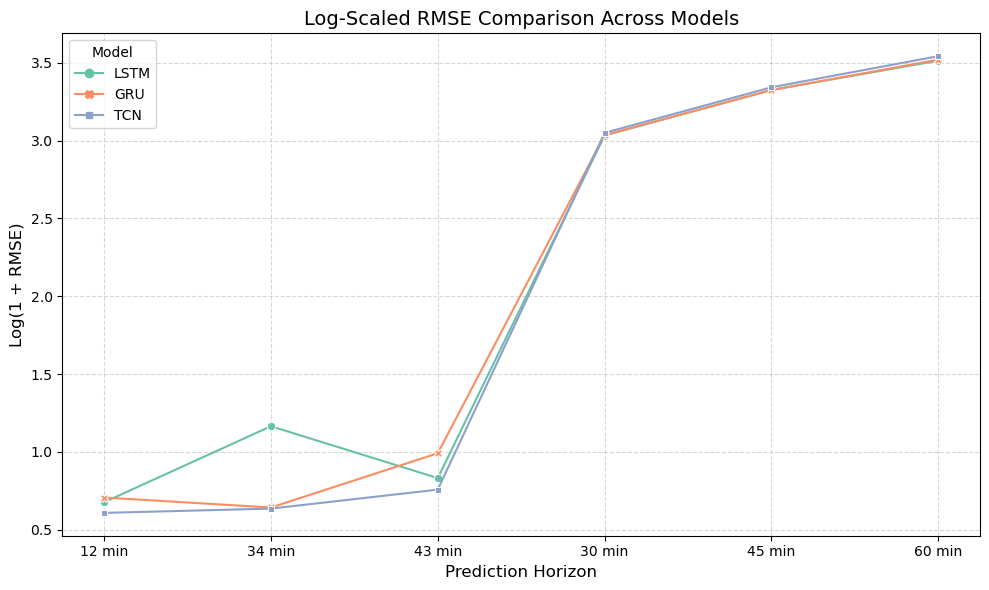 Log-Scaled RMSE Comparison Across Models
Model
LSTM
GRU
TCN
Log(1 + RMSE)
3.5
3.0
2.5
2.0
1.5
1.0
0.5
12 min
34 min
43 min
30 min
45 min
60 min
Prediction Horizon